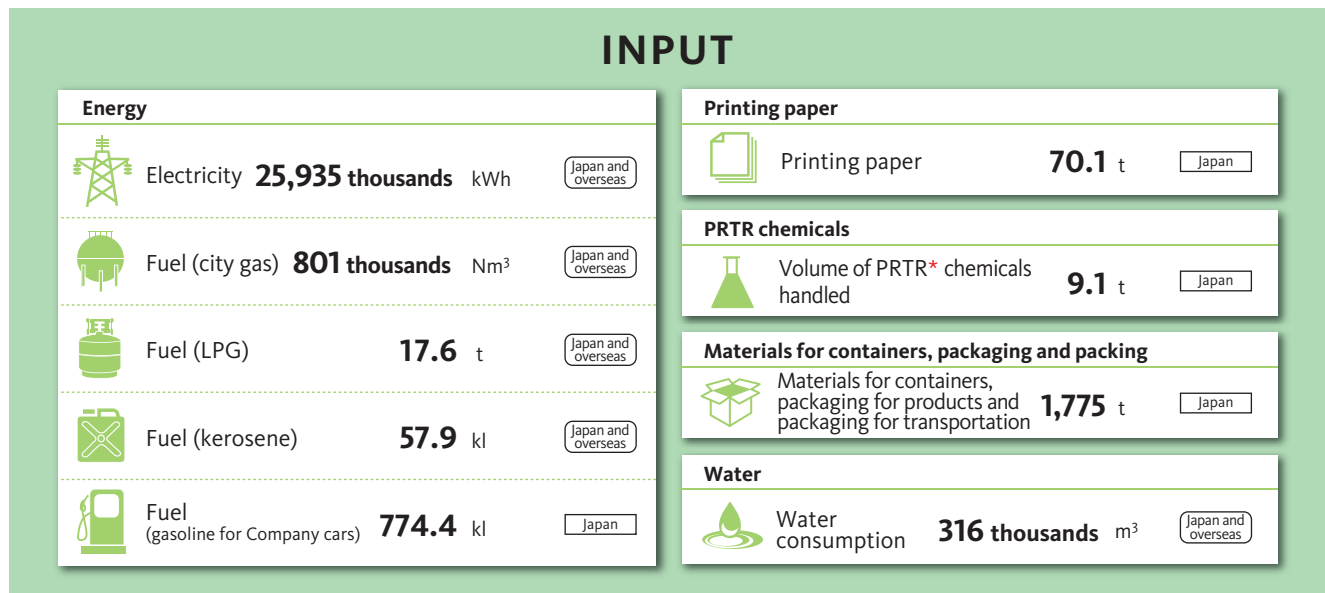 INPUT
Energy
Electricity 25,935 thousands kWh
Japan and
overseas
Fuel (city gas) 801 thousands Nm³
Japan and
overseas
Fuel (LPG) 17.6 t
Japan and
overseas
Fuel (kerosene) 57.9 kl
Japan and
overseas
Fuel
(gasoline for Company cars) 774.4 kl
Japan
Printing paper
Printing paper 70.1 t
Japan
PRTR chemicals
Volume of PRTR* chemicals
handled 9.1 t
Japan
Materials for containers, packaging and packing
Materials for containers,
packaging for products and
packaging for transportation
1,775 t
Japan
Water
Water
consumption 316 thousands m³
Japan and
overseas